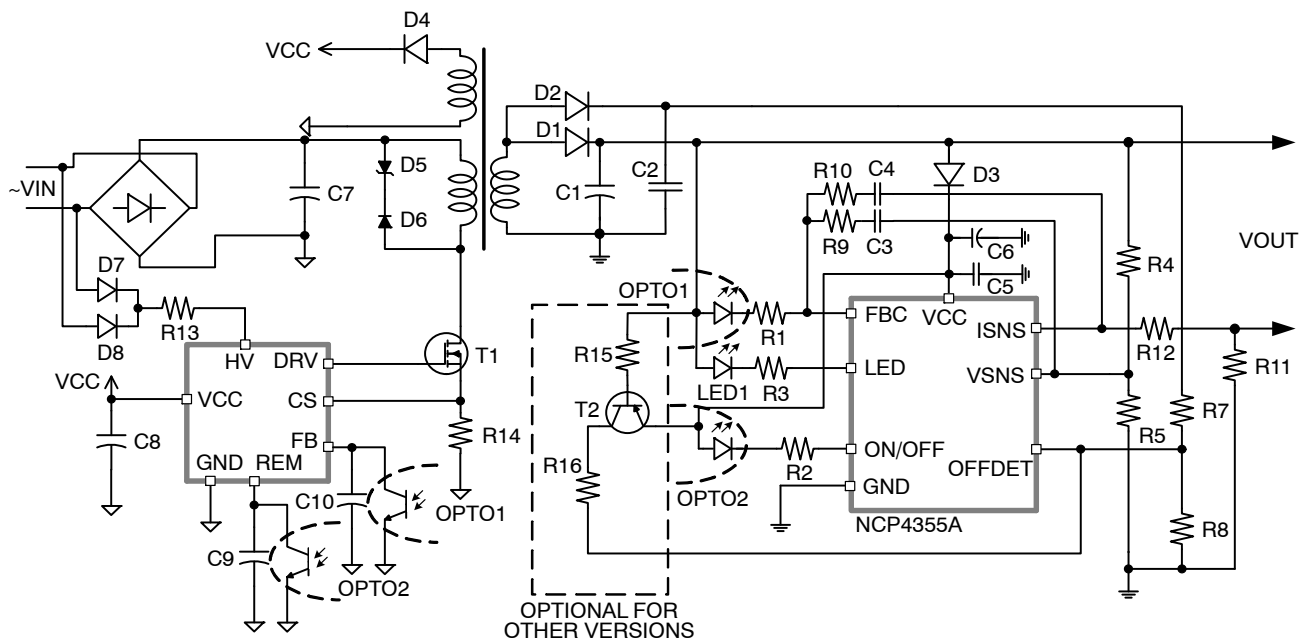 D4
VCC
D2
D1
D5
D6
C7
C1
C2
R10
C4
R9
C3
D3
C6
C5
R4
VOUT
~VIN
D7
D8
R13
OPTO1
R1
FBC
VCC
ISNS
R12
R11
HV
DRV
T1
R15
LED1
R3
LED
VSNS
VCC
VCC
CS
T2
R5
R7
C8
FB
R14
R16
R2
ON/OFF
OFFDET
GND
REM
OPTO2
GND
C10
OPTO1
NCP4355A
R8
C9
OPTO2
OPTIONAL FOR
OTHER VERSIONS